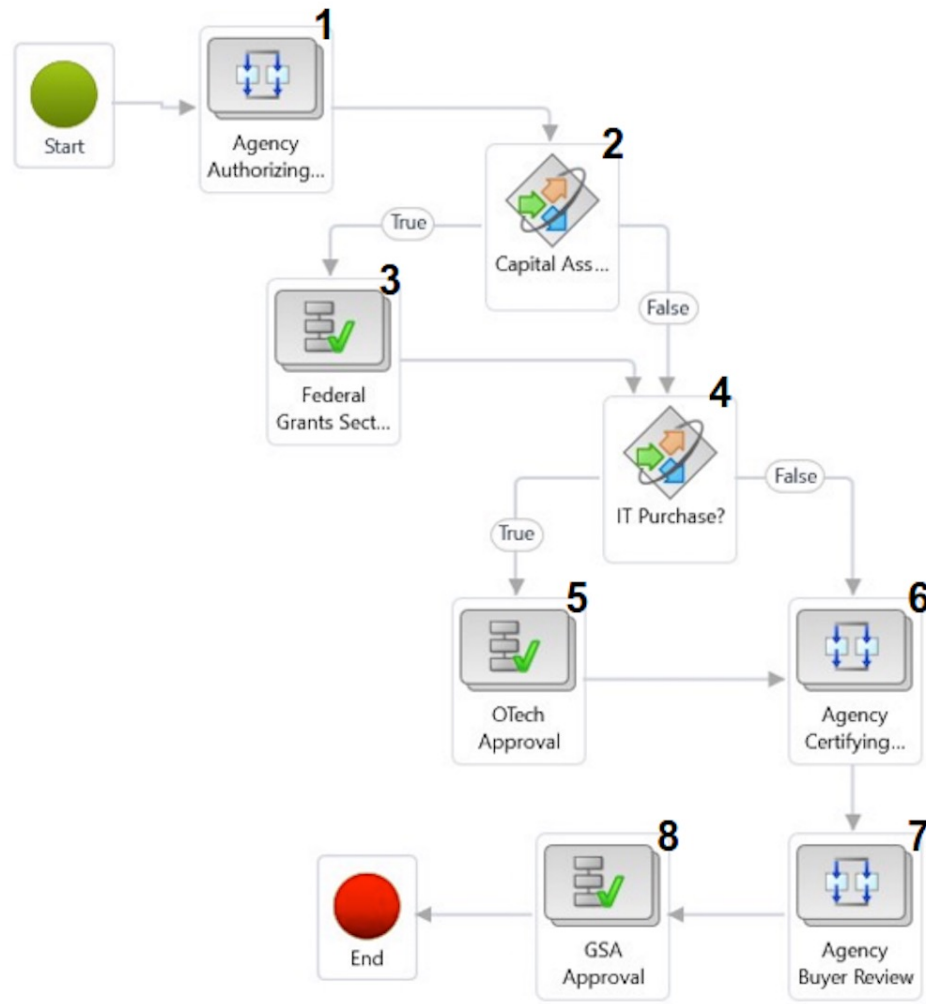 1
Start
Agency
Authorizing...
2
Capital Ass...
True
False
3
Federal
Grants Sect...
4
IT Purchase?
True
False
5
OTech
Approval
6
Agency
Certifying...
7
Agency
Buyer Review
8
GSA
Approval
End